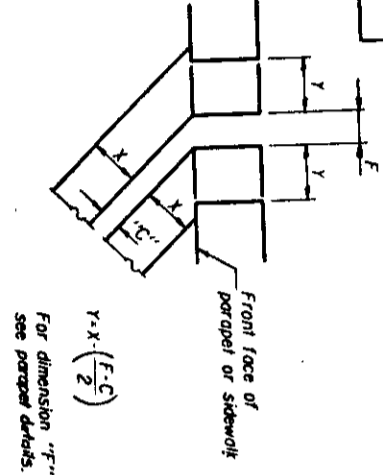 Y
F
Y
X
X
"C"
Front face of
parapet or sidewalk
Y = X - (F-C / 2)
For dimension "F"
see parapet details.